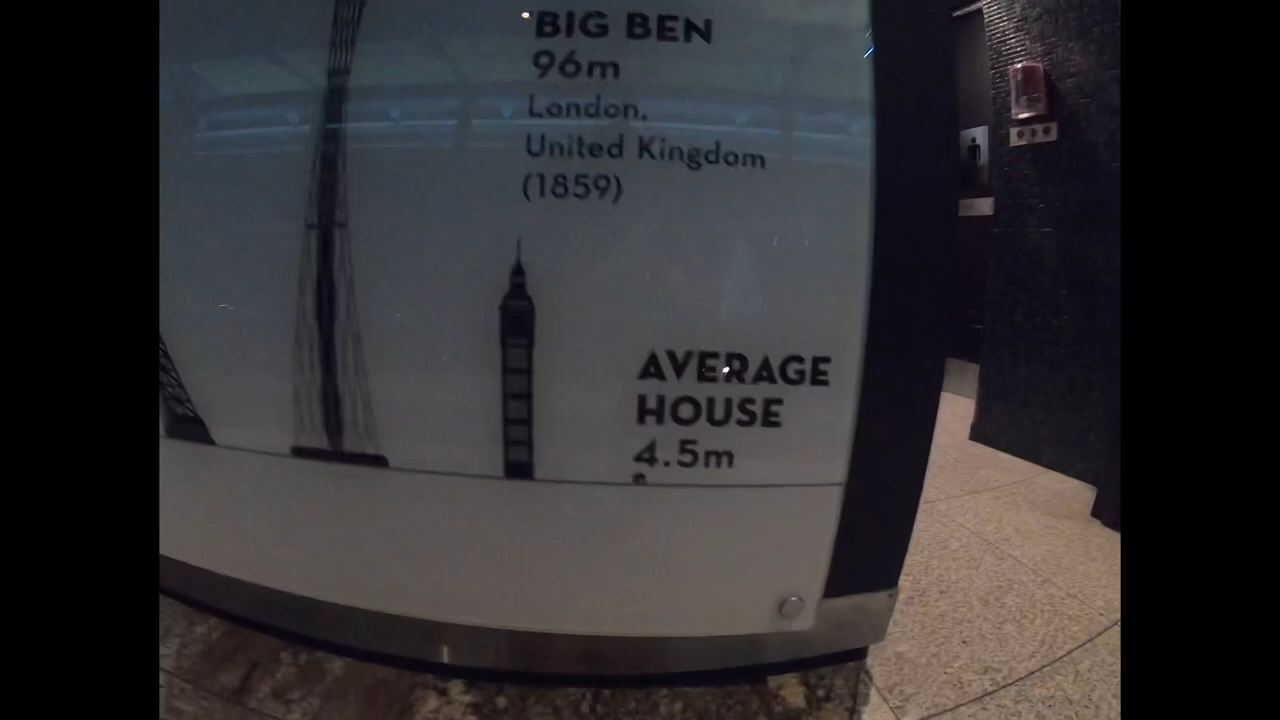 BIG BEN
96m
London,
United Kingdom
(1859)
AVERAGE
HOUSE
4.5m